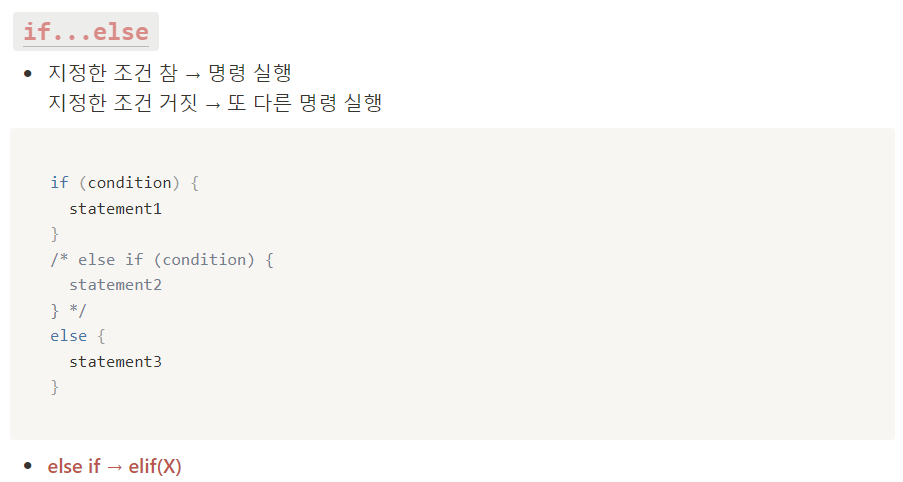 if...else
• 지정한 조건 참 → 명령 실행
지정한 조건 거짓 → 또 다른 명령 실행
if (condition) {
  statement1
}
/* else if (condition) {
  statement2
} */
else {
  statement3
}
• else if → elif(X)